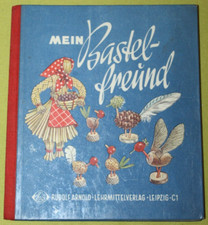 MEIN
Bastel-
freund
RUDOLF ARNOLD · LEHRMITTELVERLAG · LEIPZIG · C1